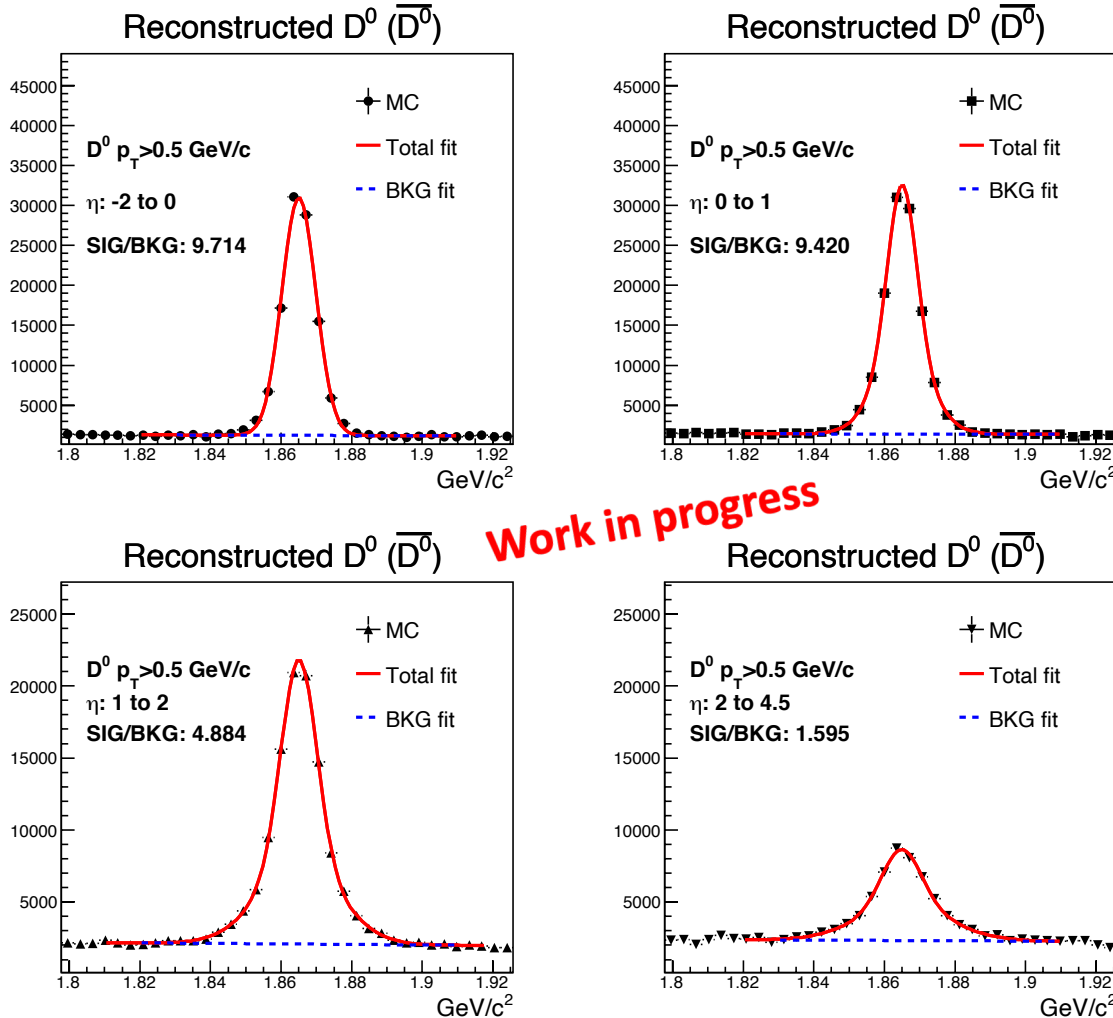 Reconstructed D⁰ (D̅⁰)
45000
40000
35000
30000
25000
20000
15000
10000
5000
MC
Total fit
BKG fit
D⁰ p_T>0.5 GeV/c
η: -2 to 0
SIG/BKG: 9.714
1.8 1.82 1.84 1.86 1.88 1.9 1.92
GeV/c²
Reconstructed D⁰ (D̅⁰)
45000
40000
35000
30000
25000
20000
15000
10000
5000
MC
Total fit
BKG fit
D⁰ p_T>0.5 GeV/c
η: 0 to 1
SIG/BKG: 9.420
1.8 1.82 1.84 1.86 1.88 1.9 1.92
GeV/c²
Work in progress
Reconstructed D⁰ (D̅⁰)
25000
20000
15000
10000
5000
MC
Total fit
BKG fit
D⁰ p_T>0.5 GeV/c
η: 1 to 2
SIG/BKG: 4.884
1.8 1.82 1.84 1.86 1.88 1.9 1.92
GeV/c²
Reconstructed D⁰ (D̅⁰)
25000
20000
15000
10000
5000
MC
Total fit
BKG fit
D⁰ p_T>0.5 GeV/c
η: 2 to 4.5
SIG/BKG: 1.595
1.8 1.82 1.84 1.86 1.88 1.9 1.92
GeV/c²